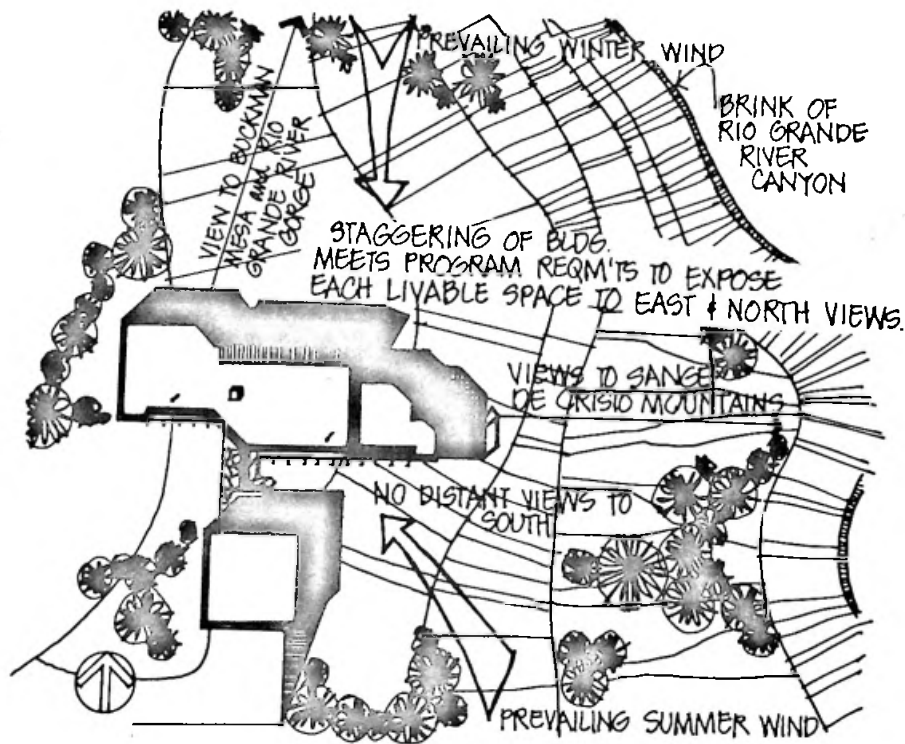 PREVAILING WINTER WIND
BRINK OF
RIO GRANDE
RIVER
CANYON
VIEW TO BUCKMAN
MESA and RIO
GRANDE RIVER
GORGE
STAGGERING OF BLDG.
MEETS PROGRAM REQM'TS TO EXPOSE
EACH LIVABLE SPACE TO EAST & NORTH VIEWS.
VIEWS TO SANGE
DE CRISIO MOUNTAINS
NO DISTANT VIEWS TO
SOUTH
PREVAILING SUMMER WIND